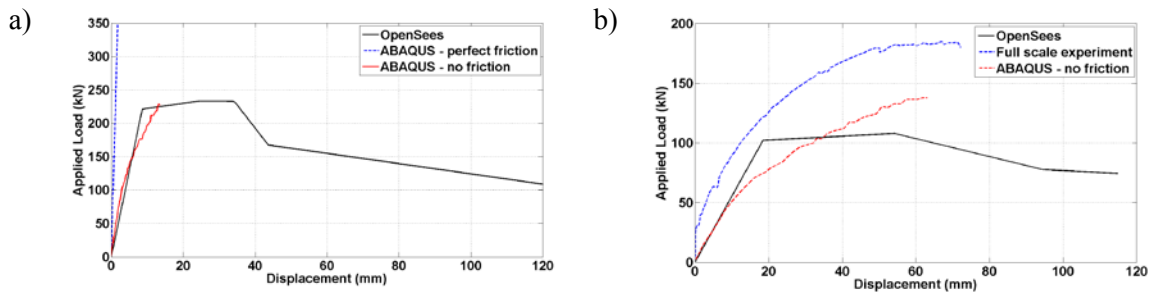 a)
350
300
250
200
150
100
50
0
Applied Load (kN)
OpenSees
ABAQUS - perfect friction
ABAQUS - no friction
0 20 40 60 80 100 120
Displacement (mm)
b)
200
150
100
50
0
Applied Load (kN)
OpenSees
Full scale experiment
ABAQUS - no friction
0 20 40 60 80 100 120
Displacement (mm)